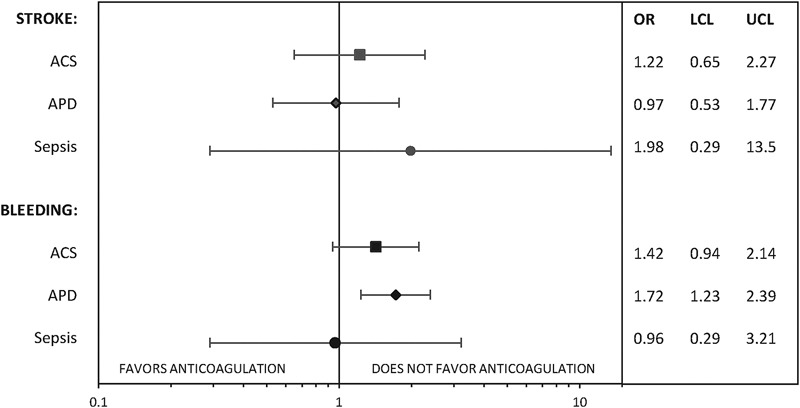 STROKE: OR LCL UCL
ACS 1.22 0.65 2.27
APD 0.97 0.53 1.77
Sepsis 1.98 0.29 13.5
BLEEDING:
ACS 1.42 0.94 2.14
APD 1.72 1.23 2.39
Sepsis 0.96 0.29 3.21
FAVORS ANTICOAGULATION DOES NOT FAVOR ANTICOAGULATION
0.1 1 10